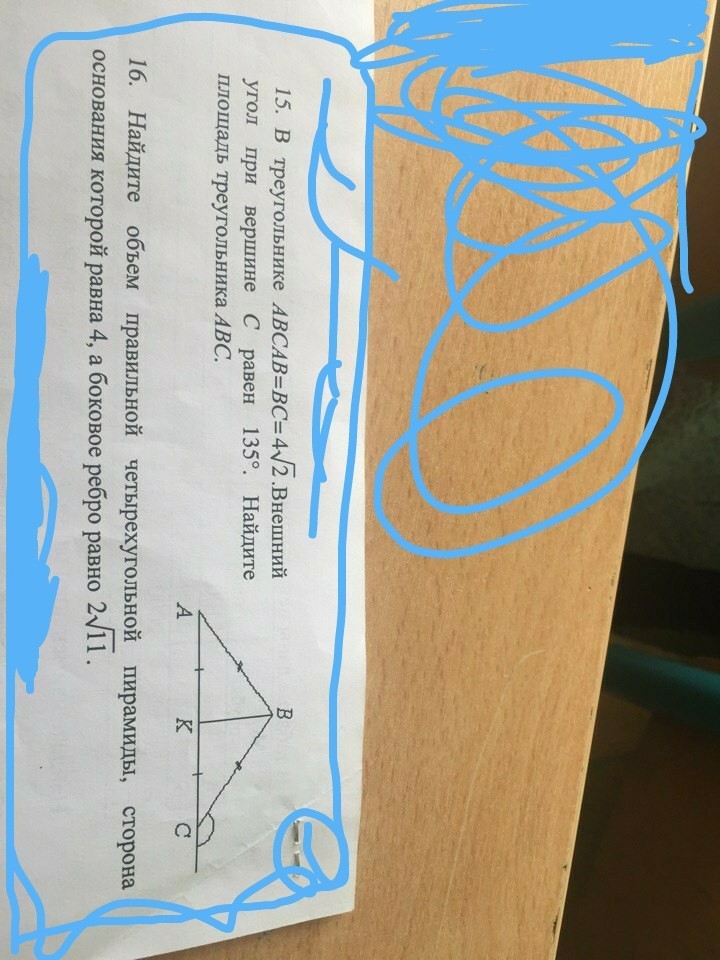 15. В треугольнике ABCAB=BC=4√2.Внешний
угол при вершине C равен 135°. Найдите
площадь треугольника ABC.
B
A K C
16. Найдите объем правильной четырехугольной пирамиды, сторона
основания которой равна 4, а боковое ребро равно 2√11.